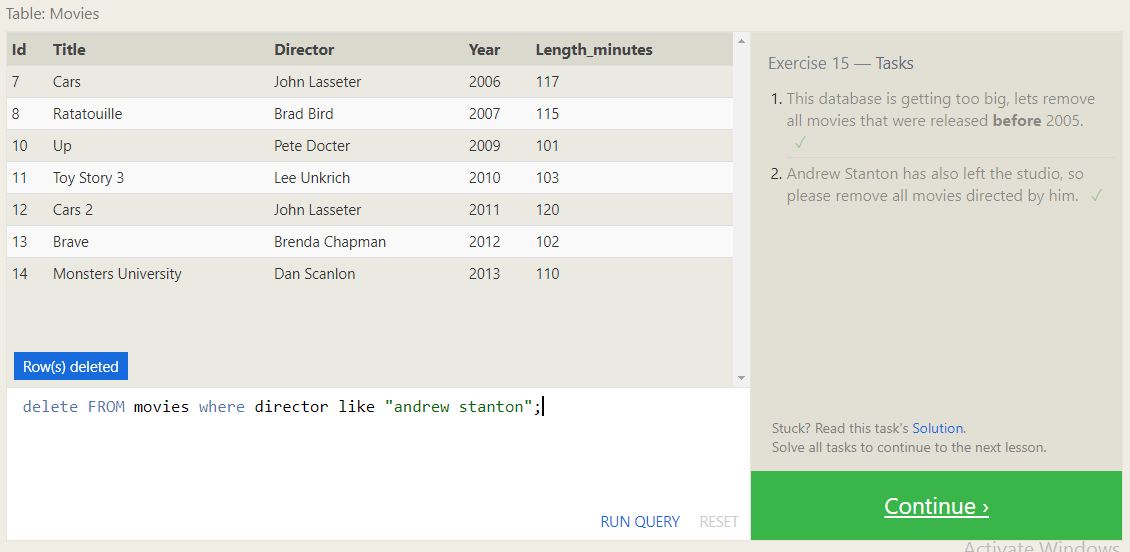 Table: Movies
Id Title Director Year Length_minutes
7 Cars John Lasseter 2006 117
8 Ratatouille Brad Bird 2007 115
10 Up Pete Docter 2009 101
11 Toy Story 3 Lee Unkrich 2010 103
12 Cars 2 John Lasseter 2011 120
13 Brave Brenda Chapman 2012 102
14 Monsters University Dan Scanlon 2013 110
Row(s) deleted
delete FROM movies where director like "andrew stanton";
RUN QUERY RESET
Exercise 15 — Tasks
1. This database is getting too big, lets remove
all movies that were released before 2005.
✓
2. Andrew Stanton has also left the studio, so
please remove all movies directed by him. ✓
Stuck? Read this task's Solution.
Solve all tasks to continue to the next lesson.
Continue ›
Activate Windows